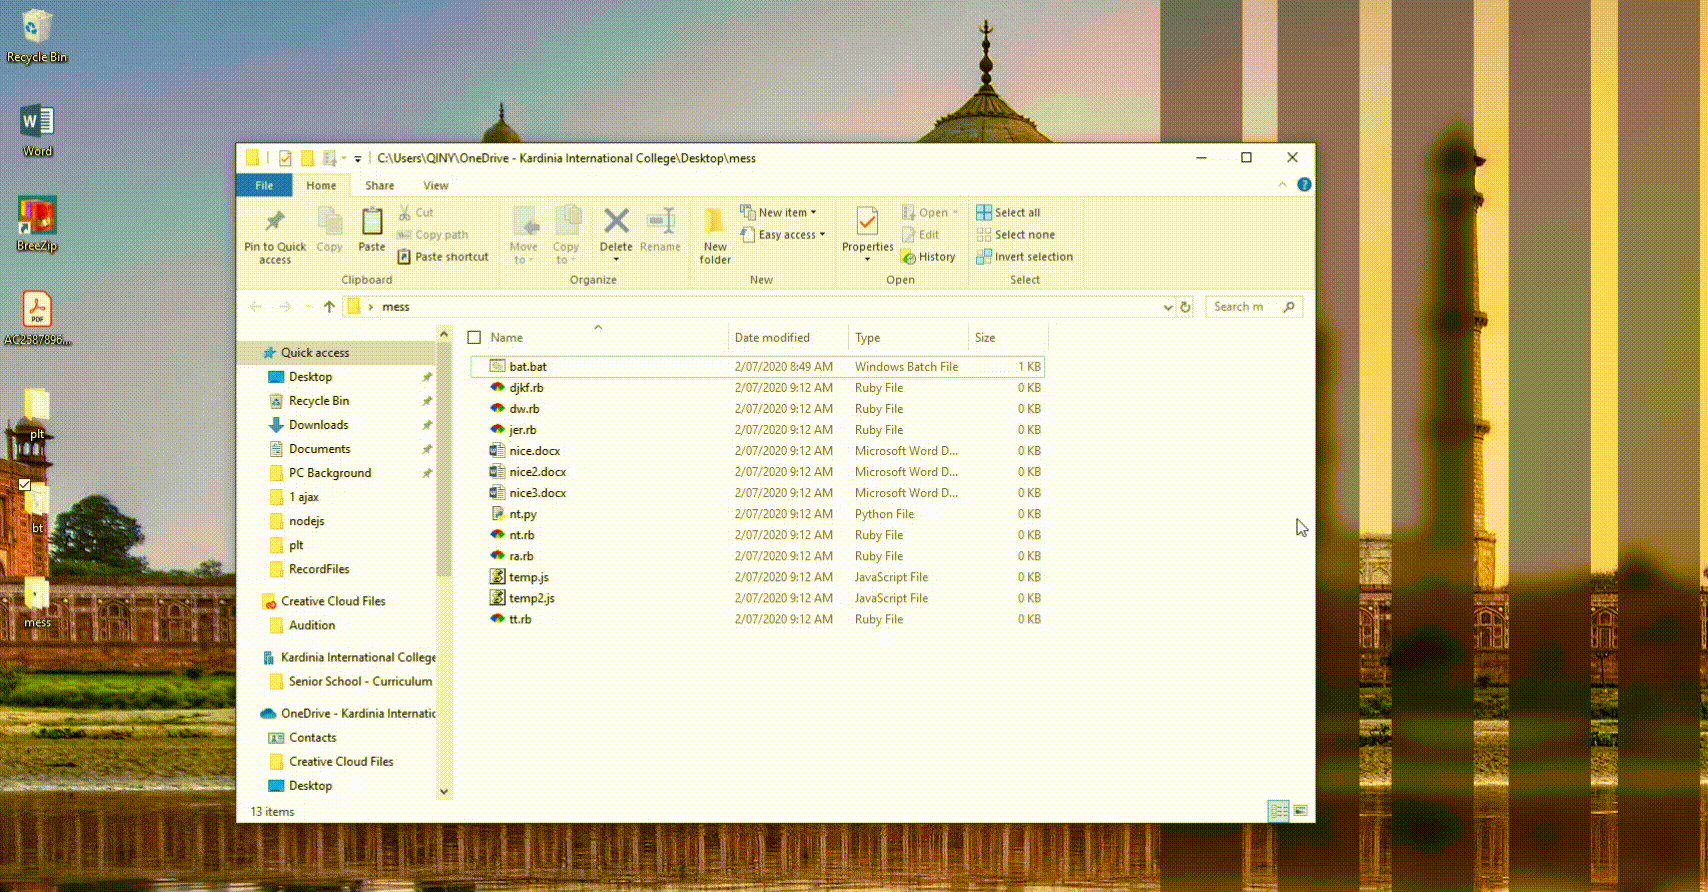 Recycle Bin
Word
BreeZip
AC2587896...
plt
bt
mess
C:\Users\QINY\OneDrive - Kardinia International College\Desktop\mess
File Home Share View
Pin to Quick access
Copy
Paste
Cut
Copy path
Paste shortcut
Clipboard
Move to
Copy to
Delete
Rename
Organize
New folder
New item
Easy access
New
Properties
Open
Edit
History
Open
Select all
Select none
Invert selection
Select
mess
Search m
Quick access
Desktop
Recycle Bin
Downloads
Documents
PC Background
1 ajax
nodejs
plt
RecordFiles
Creative Cloud Files
Audition
Kardinia International College
Senior School - Curriculum
OneDrive - Kardinia Internatic
Contacts
Creative Cloud Files
Desktop
Name Date modified Type Size
bat.bat 2/07/2020 8:49 AM Windows Batch File 1 KB
djkf.rb 2/07/2020 9:12 AM Ruby File 0 KB
dw.rb 2/07/2020 9:12 AM Ruby File 0 KB
jer.rb 2/07/2020 9:12 AM Ruby File 0 KB
nice.docx 2/07/2020 9:12 AM Microsoft Word D... 0 KB
nice2.docx 2/07/2020 9:12 AM Microsoft Word D... 0 KB
nice3.docx 2/07/2020 9:12 AM Microsoft Word D... 0 KB
nt.py 2/07/2020 9:12 AM Python File 0 KB
nt.rb 2/07/2020 9:12 AM Ruby File 0 KB
ra.rb 2/07/2020 9:12 AM Ruby File 0 KB
temp.js 2/07/2020 9:12 AM JavaScript File 0 KB
temp2.js 2/07/2020 9:12 AM JavaScript File 0 KB
tt.rb 2/07/2020 9:12 AM Ruby File 0 KB
13 items